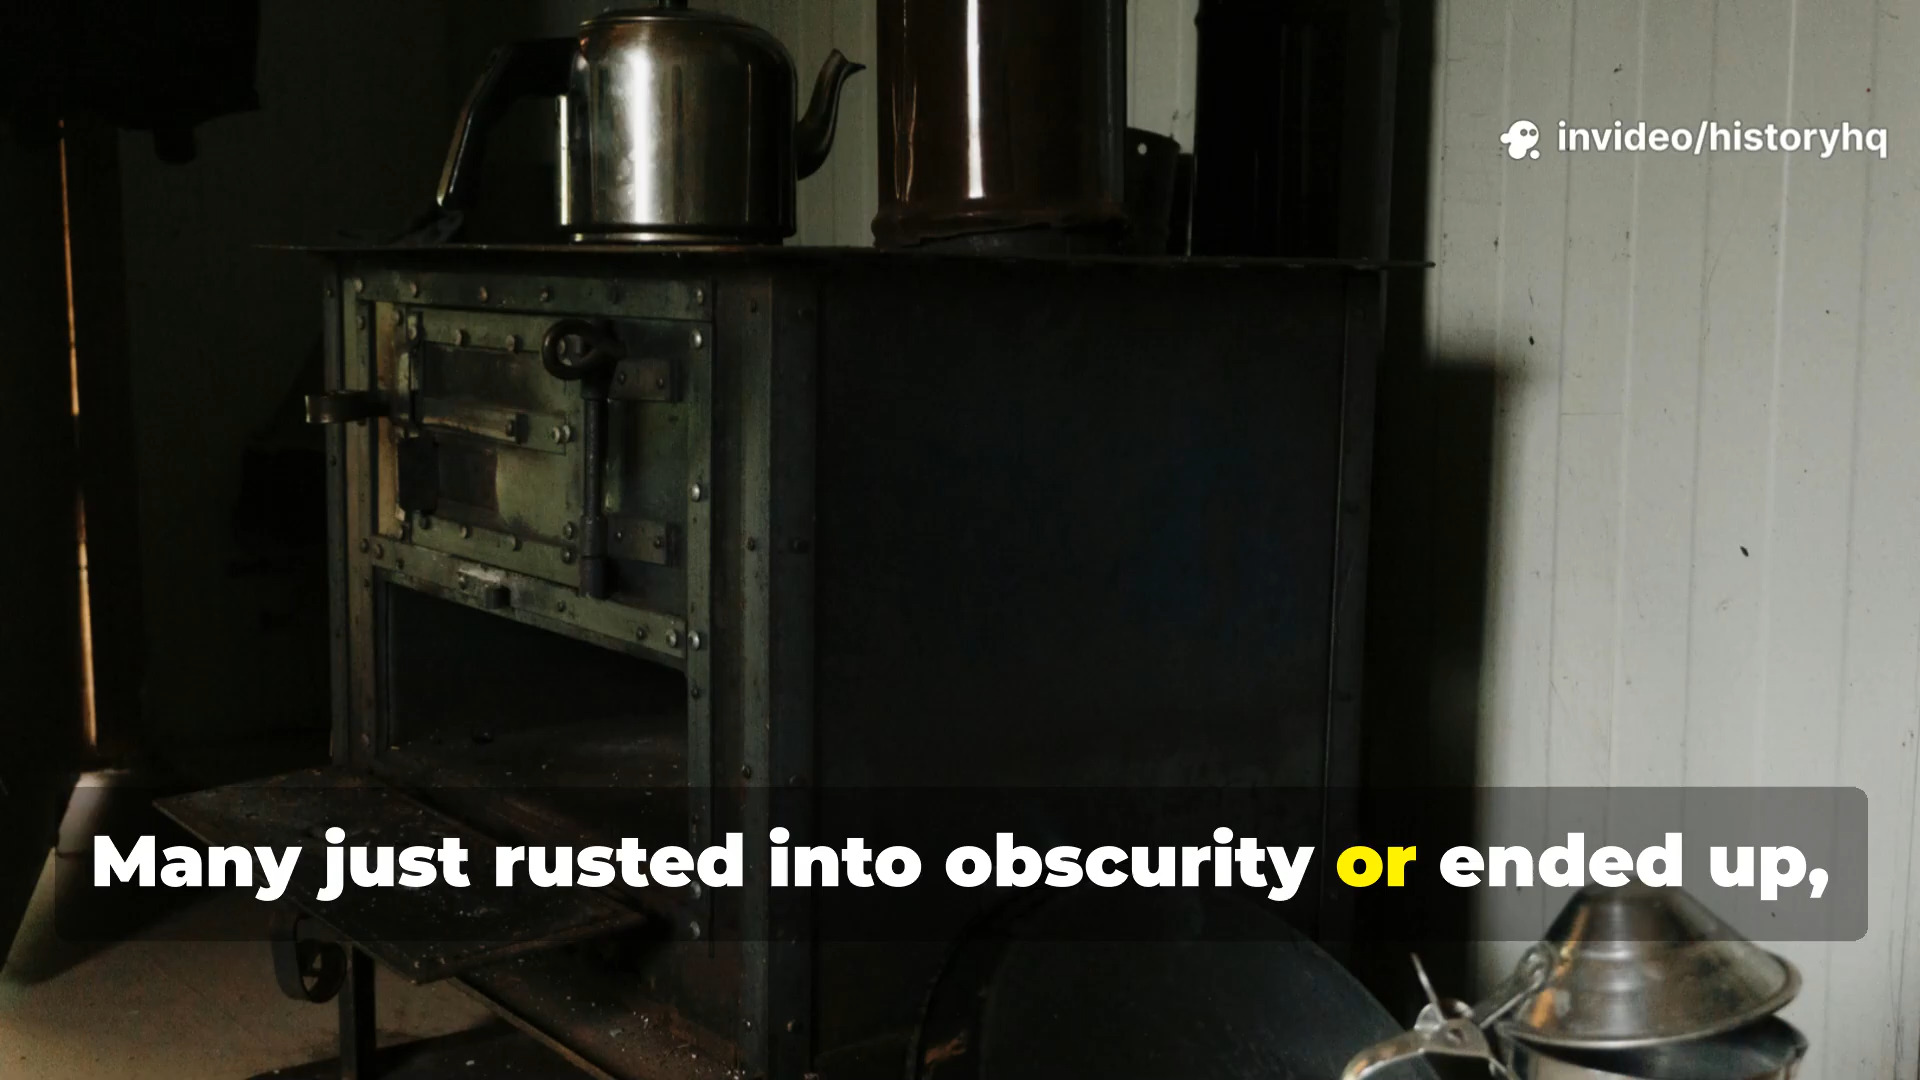 invideo/historyhq
Many just rusted into obscurity or ended up,